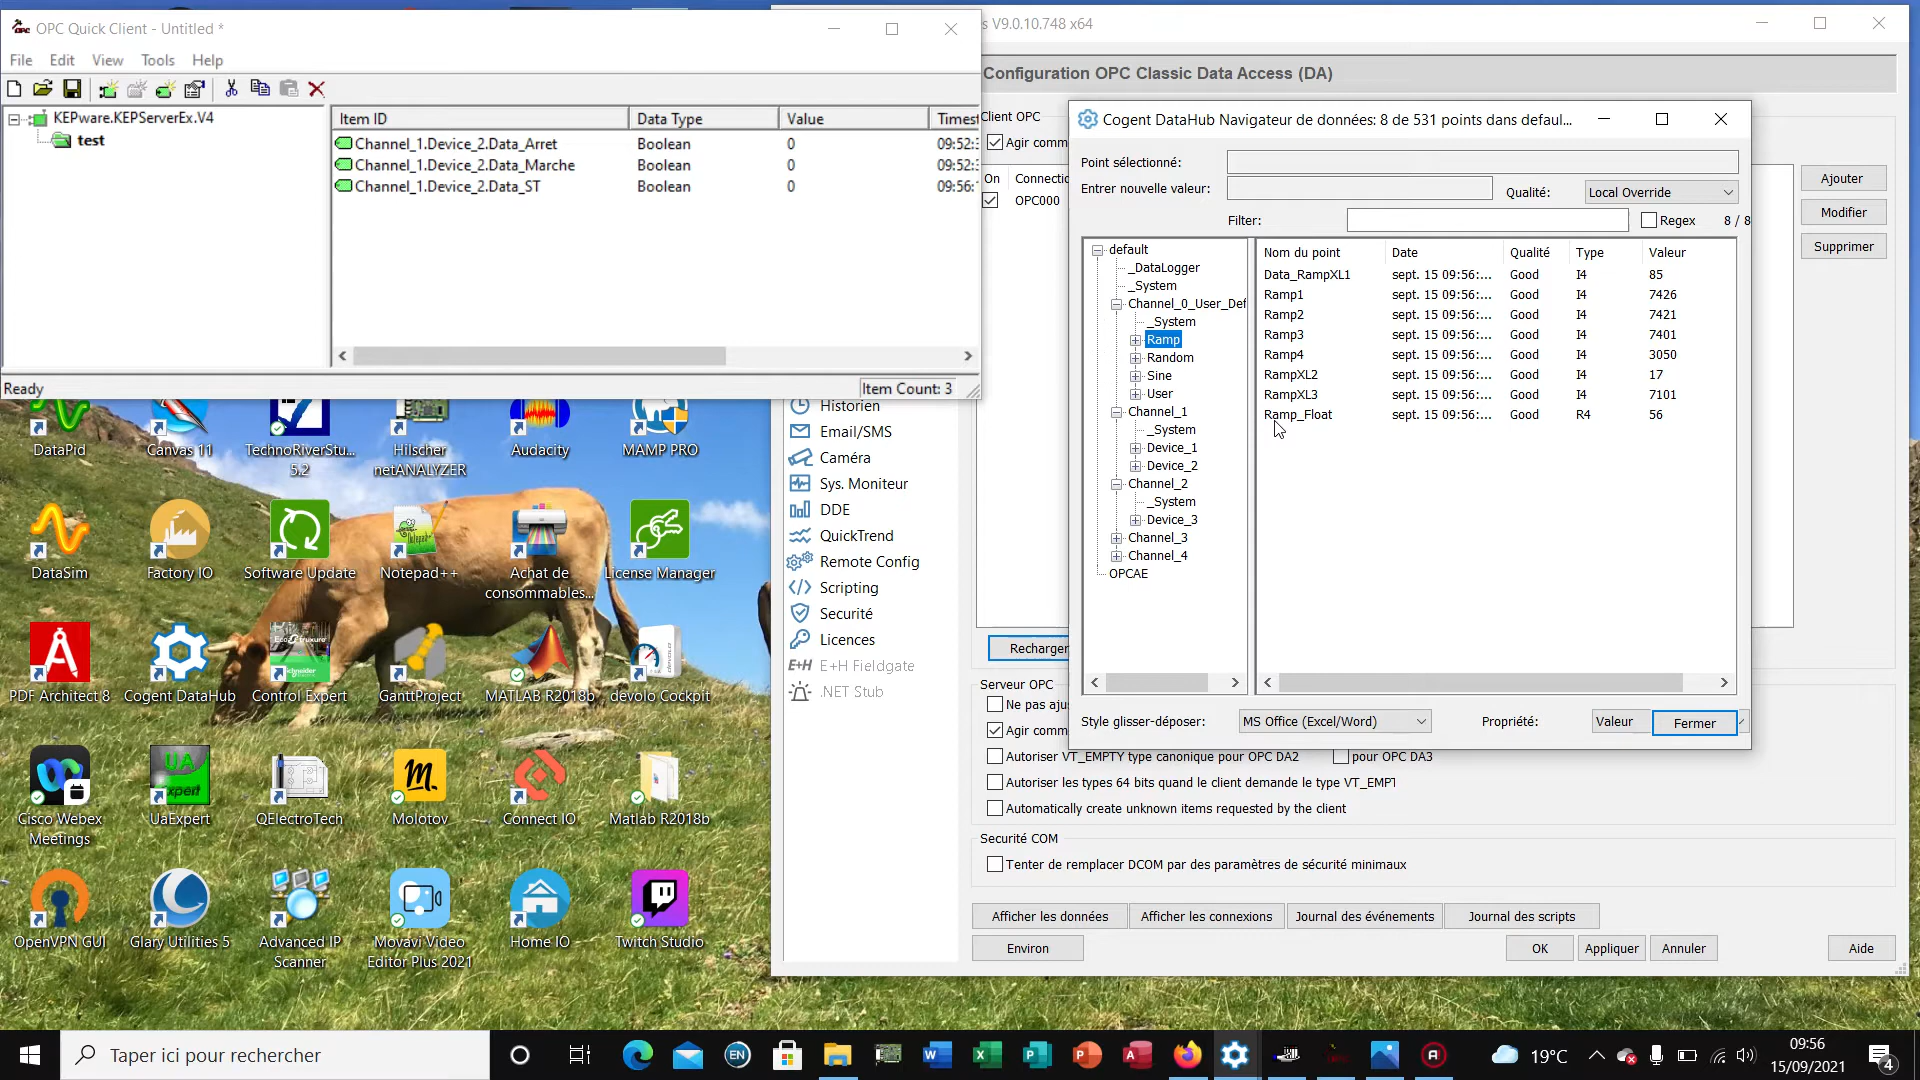 OPC Quick Client - Untitled *
File Edit View Tools Help
KEPware.KEPServerEx.V4
test
Item ID Data Type Value
Channel_1.Device_2.Data_Arret Boolean 0 09:52:
Channel_1.Device_2.Data_Marche Boolean 0 09:52:
Channel_1.Device_2.Data_ST Boolean 0 09:56:
Ready Item Count: 3
s V9.0.10.748 x64
Configuration OPC Classic Data Access (DA)
Client OPC
Agir comm
On Connectic
OPC000
Ajouter
Modifier
Supprimer
Recharger
Cogent DataHub Navigateur de données: 8 de 531 points dans defaul...
Point sélectionné:
Entrer nouvelle valeur: Qualité: Local Override
Filter: Regex 8 / 8
default
_DataLogger
_System
Channel_0_User_Def
_System
Ramp
Random
Sine
User
Channel_1
_System
Device_1
Device_2
Channel_2
_System
Device_3
Channel_3
Channel_4
OPCAE
Nom du point Date Qualité Type Valeur
Data_RampXL1 sept. 15 09:56:... Good I4 85
Ramp1 sept. 15 09:56:... Good I4 7426
Ramp2 sept. 15 09:56:... Good I4 7421
Ramp3 sept. 15 09:56:... Good I4 7401
Ramp4 sept. 15 09:56:... Good I4 3050
RampXL2 sept. 15 09:56:... Good I4 17
RampXL3 sept. 15 09:56:... Good I4 7101
Ramp_Float sept. 15 09:56:... Good R4 56
Style glisser-déposer: MS Office (Excel/Word) Propriété: Valeur Fermer
Historien
Email/SMS
Caméra
Sys. Moniteur
DDE
QuickTrend
Remote Config
Scripting
Securité
Licences
E+H E+H Fieldgate
.NET Stub
Serveur OPC
Ne pas aju
Agir comm
Autoriser VT_EMPTY type canonique pour OPC DA2 pour OPC DA3
Autoriser les types 64 bits quand le client demande le type VT_EMPT
Automatically create unknown items requested by the client
Securité COM
Tenter de remplacer DCOM par des paramètres de sécurité minimaux
Afficher les données Afficher les connexions Journal des événements Journal des scripts
Environ OK Appliquer Annuler Aide
DataPid Canvas 11 TechnoRiverStu... 5.2 Hilscher netANALYZER Audacity MAMP PRO
DataSim Factory IO Software Update Notepad++ Achat de consommables... License Manager
PDF Architect 8 Cogent DataHub Control Expert GanttProject MATLAB R2018b devolo Cockpit
Cisco Webex Meetings UaExpert QElectroTech Molotov Connect IO Matlab R2018b
OpenVPN GUI Glary Utilities 5 Advanced IP Scanner Movavi Video Editor Plus 2021 Home IO Twitch Studio
Taper ici pour rechercher
19°C
09:56
15/09/2021
4